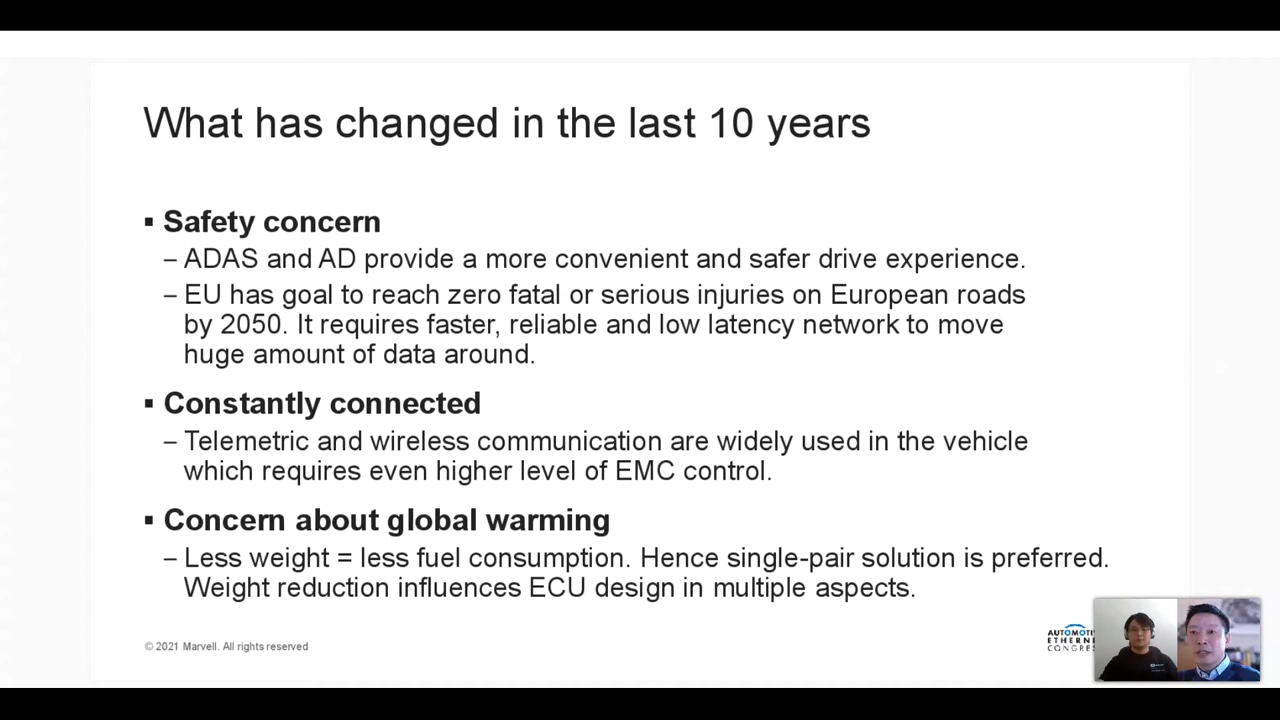 What has changed in the last 10 years
▪ Safety concern
– ADAS and AD provide a more convenient and safer drive experience.
– EU has goal to reach zero fatal or serious injuries on European roads
by 2050. It requires faster, reliable and low latency network to move
huge amount of data around.
▪ Constantly connected
– Telemetric and wireless communication are widely used in the vehicle
which requires even higher level of EMC control.
▪ Concern about global warming
– Less weight = less fuel consumption. Hence single-pair solution is preferred.
Weight reduction influences ECU design in multiple aspects.
© 2021 Marvell. All rights reserved
AUTOMOTI
ETHERNE
CONGRE